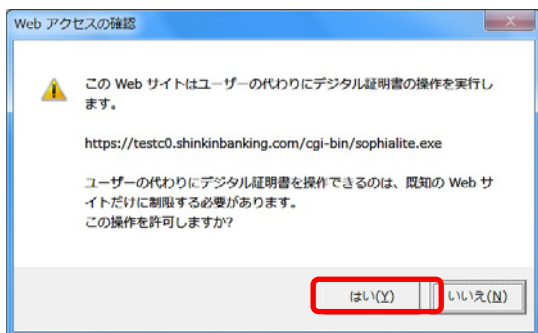 Web アクセスの確認
この Web サイトはユーザーの代わりにデジタル証明書の操作を実行し
ます。
https://testc0.shinkinbanking.com/cgi-bin/sophialite.exe
ユーザーの代わりにデジタル証明書を操作できるのは、既知の Web サ
イトだけに制限する必要があります。
この操作を許可しますか?
はい(Y) いいえ(N)